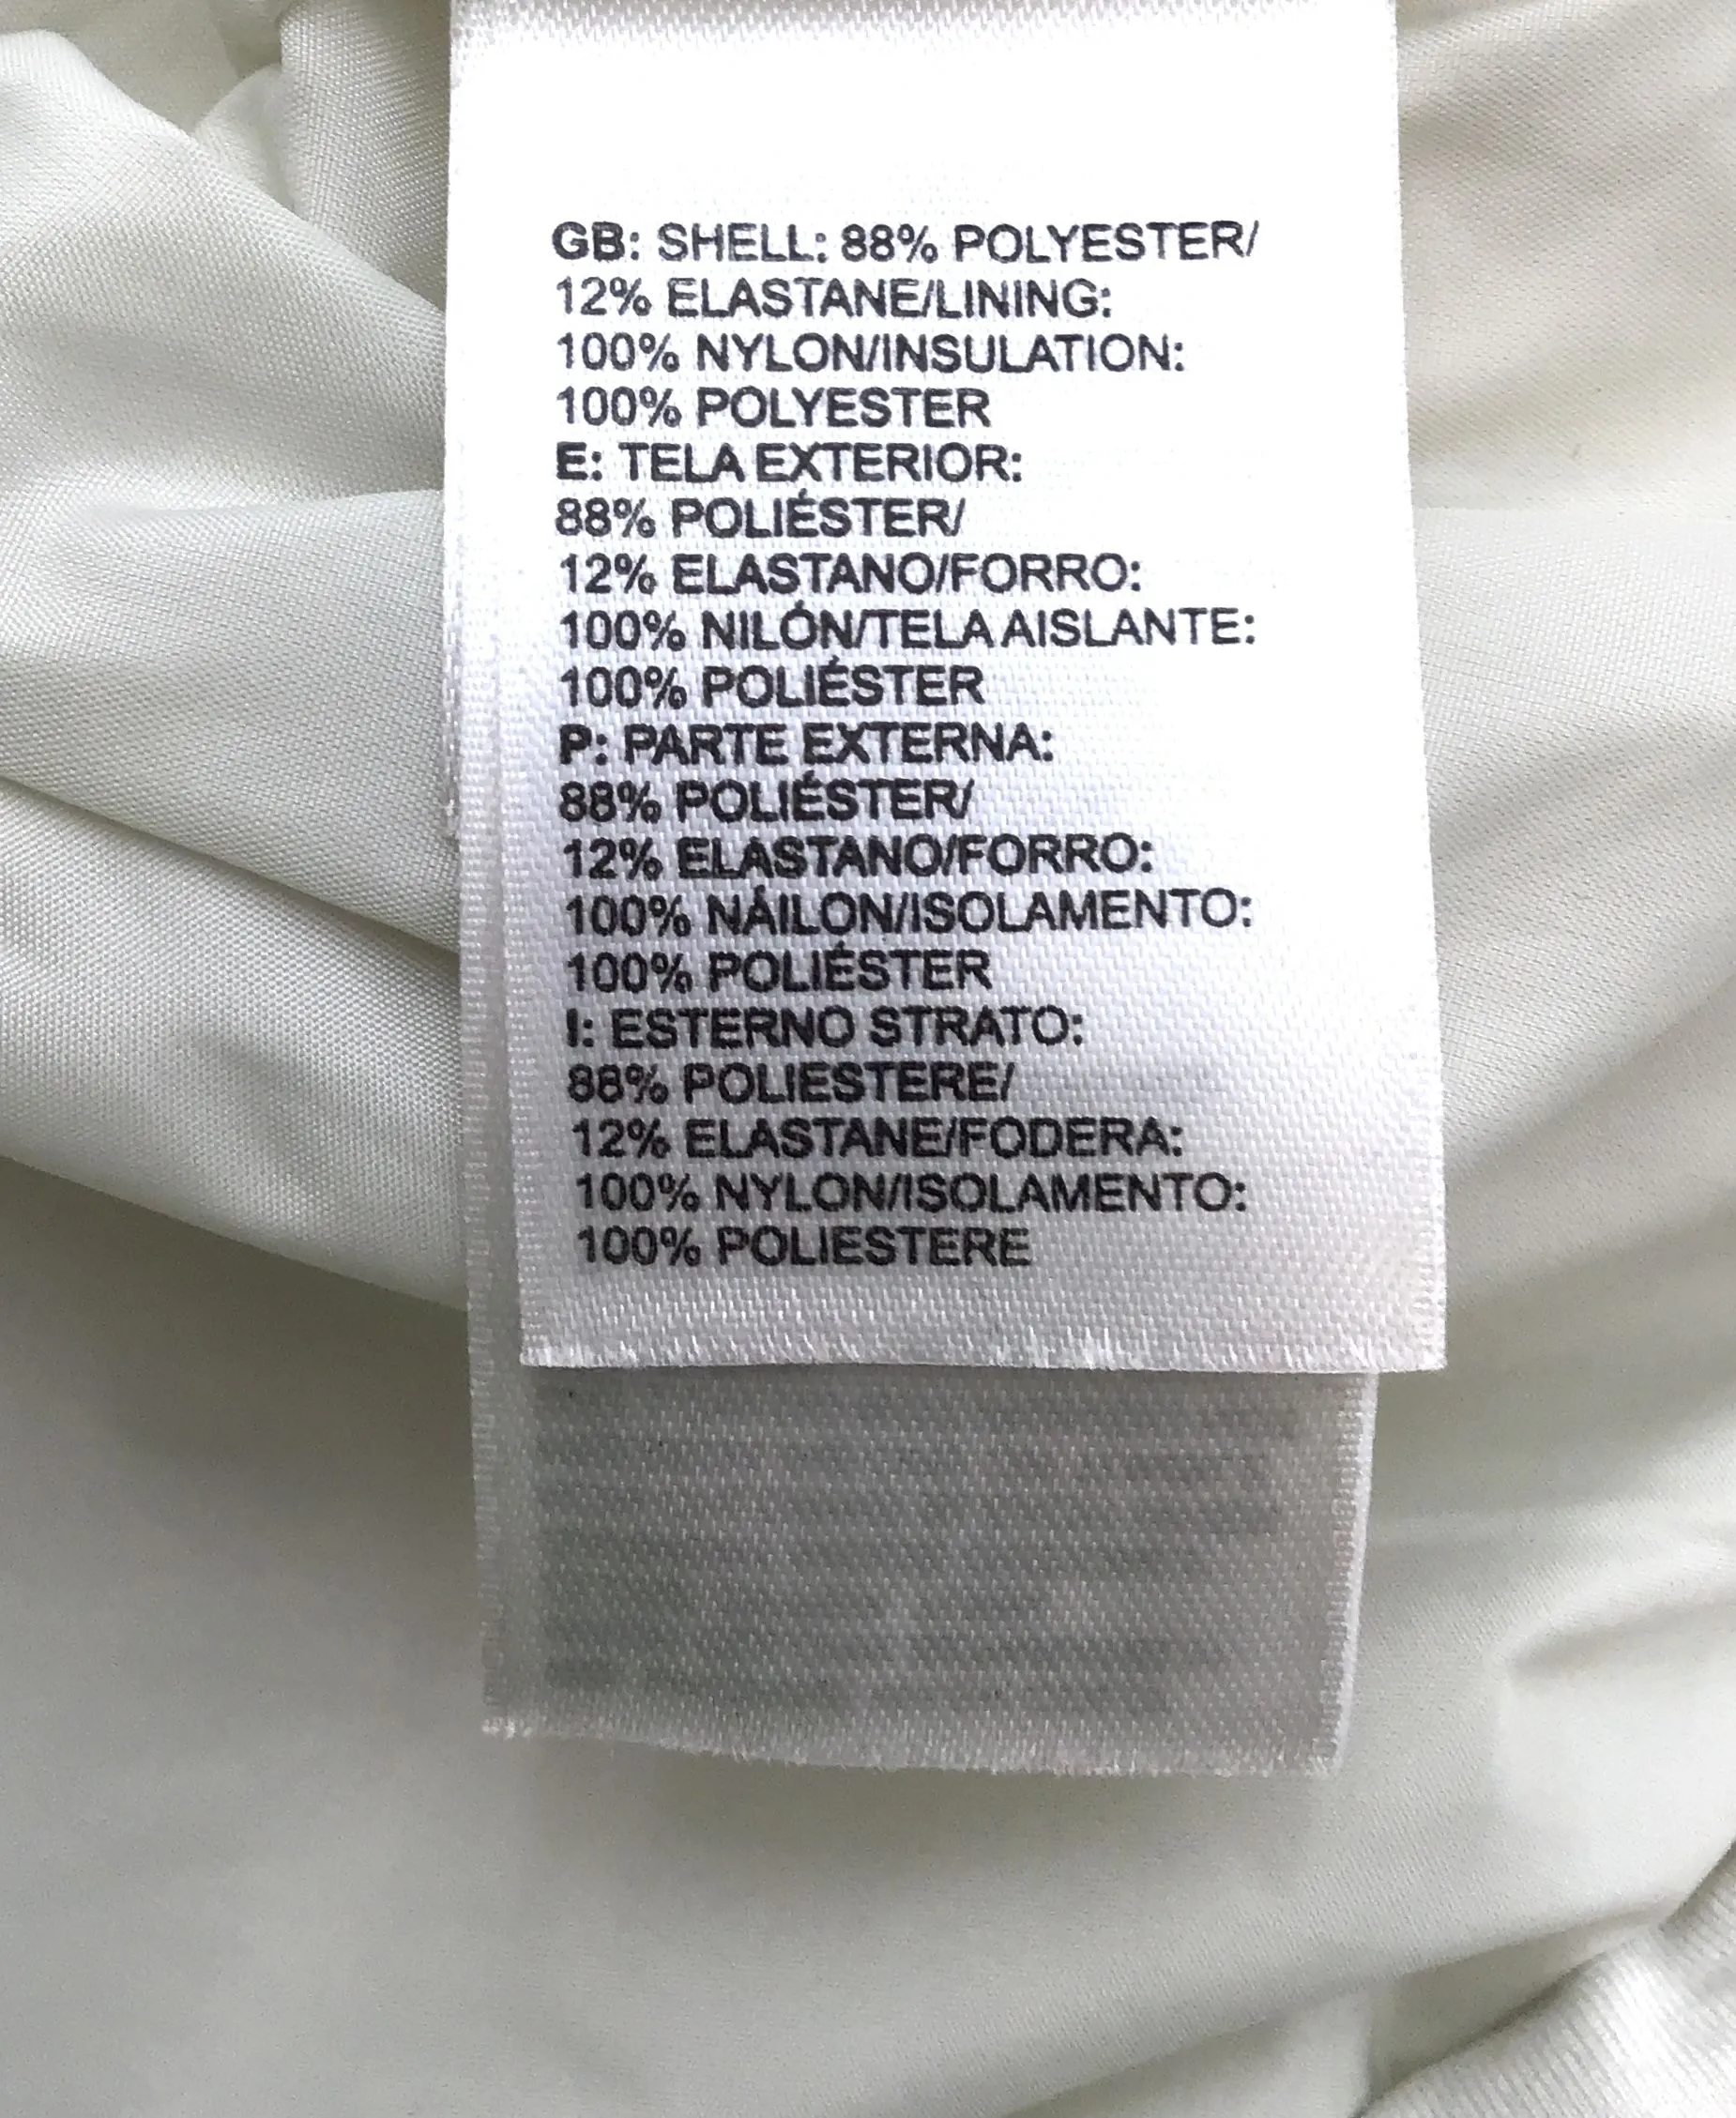 GB: SHELL: 88% POLYESTER/
12% ELASTANE/LINING:
100% NYLON/INSULATION:
100% POLYESTER
E: TELA EXTERIOR:
88% POLIÉSTER/
12% ELASTANO/FORRO:
100% NILÓN/TELA AISLANTE:
100% POLIÉSTER
P: PARTE EXTERNA:
88% POLIÉSTER/
12% ELASTANO/FORRO:
100% NÁILON/ISOLAMENTO:
100% POLIÉSTER
I: ESTERNO STRATO:
88% POLIESTERE/
12% ELASTANE/FODERA:
100% NYLON/ISOLAMENTO:
100% POLIESTERE